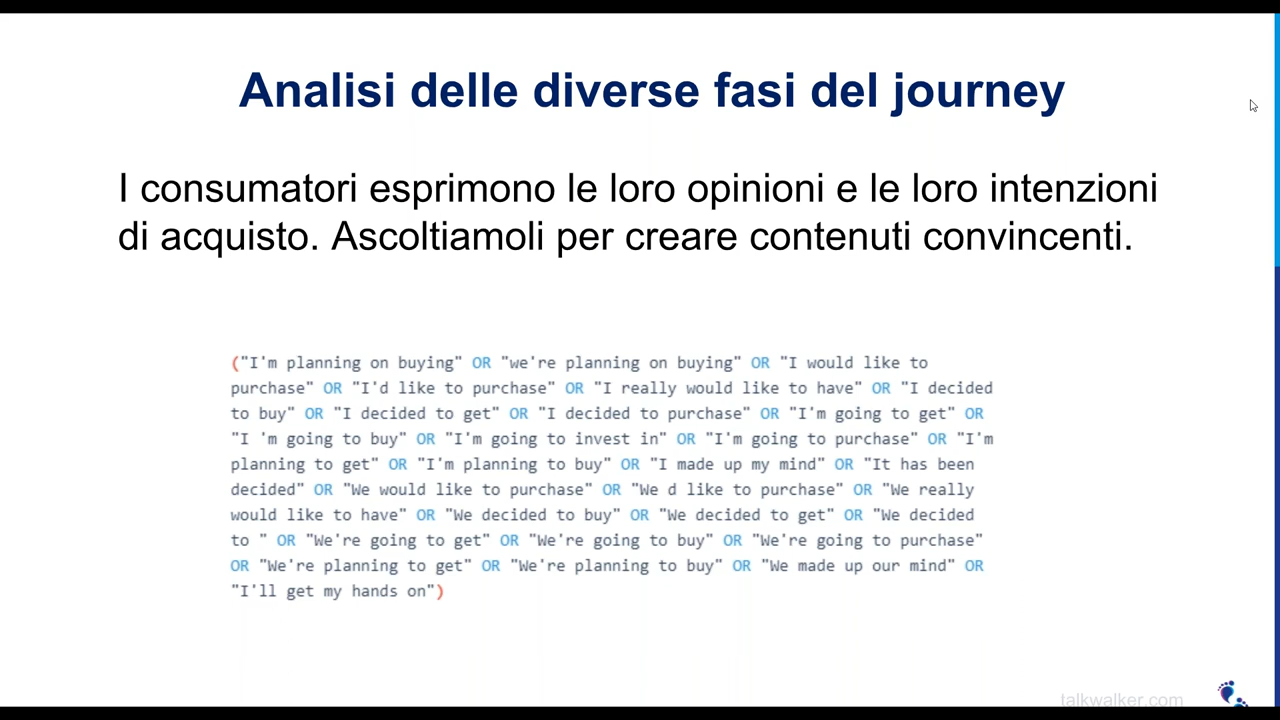 Analisi delle diverse fasi del journey
I consumatori esprimono le loro opinioni e le loro intenzioni
di acquisto. Ascoltiamoli per creare contenuti convincenti.
("I'm planning on buying" OR "we're planning on buying" OR "I would like to
purchase" OR "I'd like to purchase" OR "I really would like to have" OR "I decided
to buy" OR "I decided to get" OR "I decided to purchase" OR "I'm going to get" OR
"I 'm going to buy" OR "I'm going to invest in" OR "I'm going to purchase" OR "I'm
planning to get" OR "I'm planning to buy" OR "I made up my mind" OR "It has been
decided" OR "We would like to purchase" OR "We d like to purchase" OR "We really
would like to have" OR "We decided to buy" OR "We decided to get" OR "We decided
to " OR "We're going to get" OR "We're going to buy" OR "We're going to purchase"
OR "We're planning to get" OR "We're planning to buy" OR "We made up our mind" OR
"I'll get my hands on")
talkwalker.com